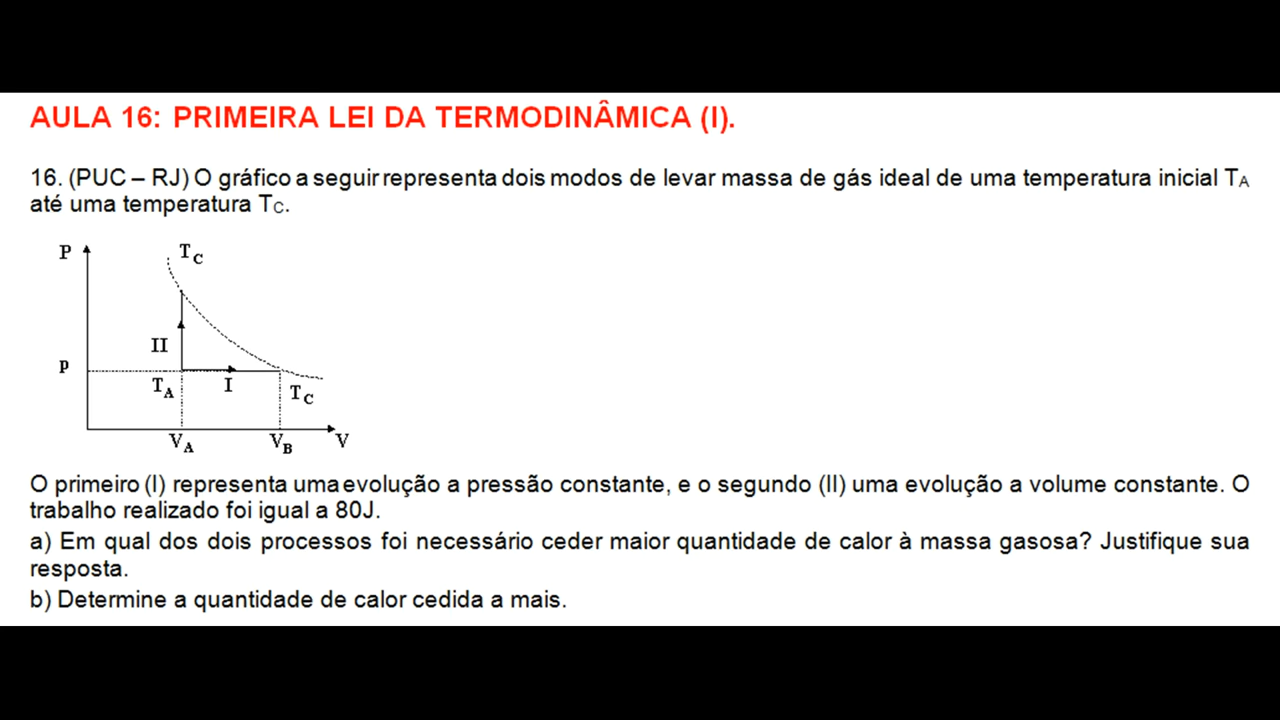 AULA 16: PRIMEIRA LEI DA TERMODINÂMICA (I).
16. (PUC – RJ) O gráfico a seguir representa dois modos de levar massa de gás ideal de uma temperatura inicial TA
até uma temperatura TC.
P
TC
II
p
TA
I
TC
VA
VB
V
O primeiro (I) representa uma evolução a pressão constante, e o segundo (II) uma evolução a volume constante. O
trabalho realizado foi igual a 80J.
a) Em qual dos dois processos foi necessário ceder maior quantidade de calor à massa gasosa? Justifique sua
resposta.
b) Determine a quantidade de calor cedida a mais.